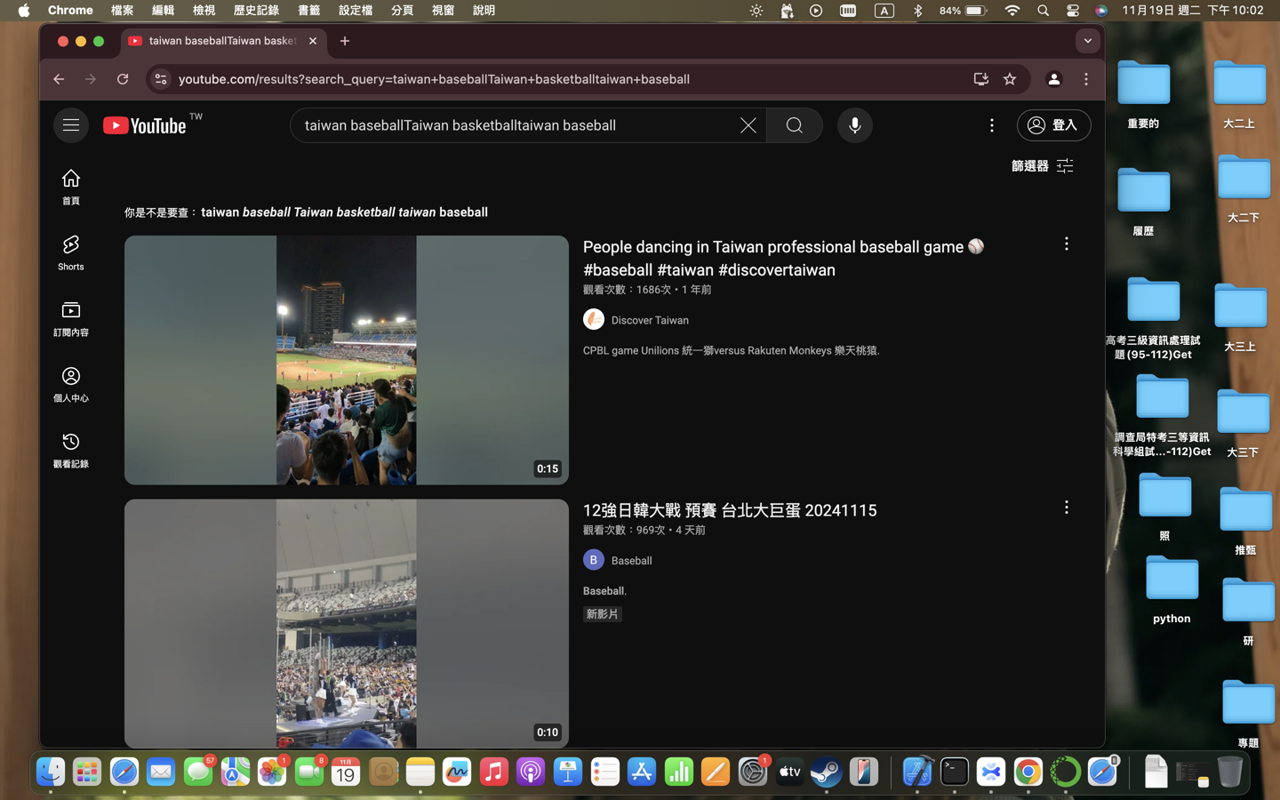 Chrome 檔案 編輯 檢視 歷史記錄 書籤 設定檔 分頁 視窗 說明 A 84% 11月19日 週二 下午10:02
taiwan baseballTaiwan basket
youtube.com/results?search_query=taiwan+baseballTaiwan+basketballtaiwan+baseball
YouTube TW
taiwan baseballTaiwan basketballtaiwan baseball
登入
篩選器
首頁
Shorts
訂閱內容
個人中心
觀看記錄
你是不是要查：taiwan baseball Taiwan basketball taiwan baseball
0:15
People dancing in Taiwan professional baseball game ⚾
#baseball #taiwan #discovertaiwan
觀看次數：1686次・1 年前
Discover Taiwan
CPBL game Unilions 統一獅versus Rakuten Monkeys 樂天桃猿.
0:10
12強日韓大戰 預賽 台北大巨蛋 20241115
觀看次數：969次・4 天前
B Baseball
Baseball.
新影片
重要的
大二上
履歷
大二下
高考三級資訊處理試
題 (95-112)Get
大三上
調查局特考三等資訊
科學組試...-112)Get
大三下
照
推甄
python
研
專題
57
1
8
11月
19
1
tv